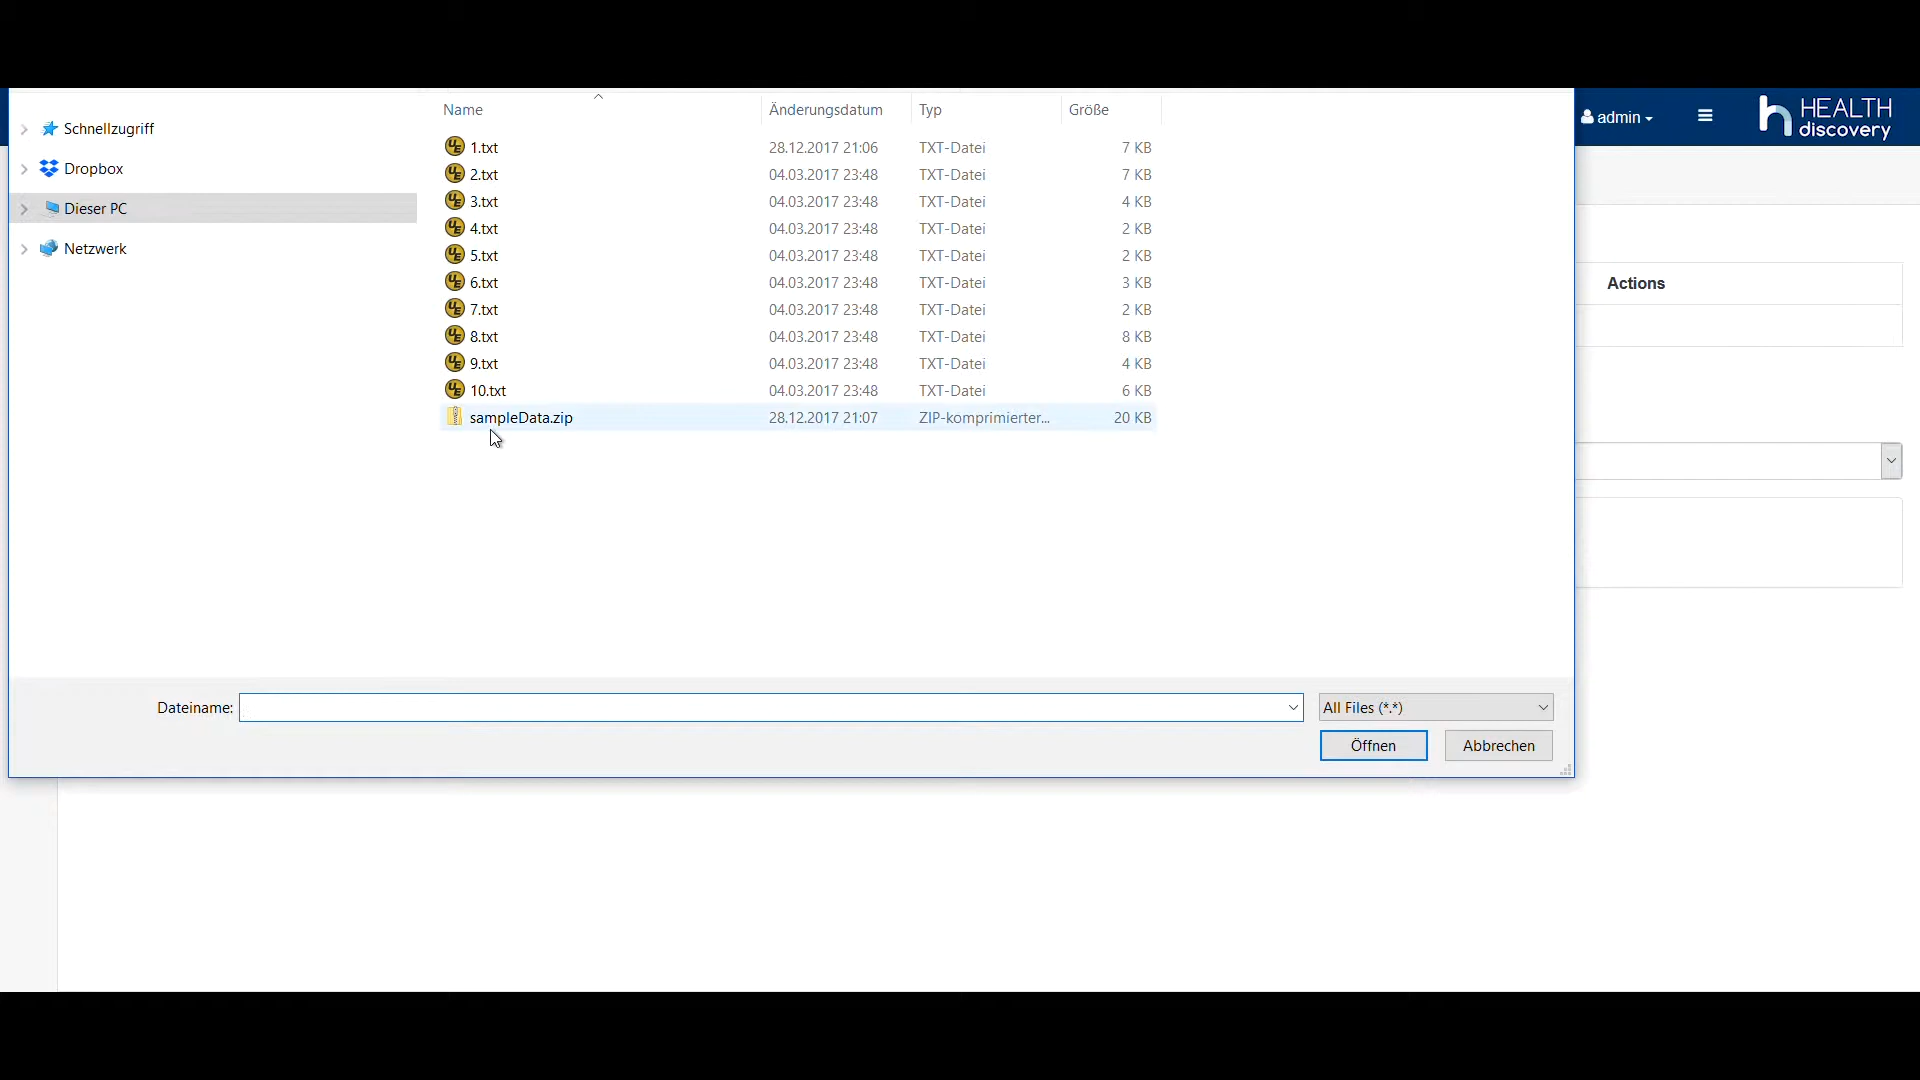 Name Änderungsdatum Typ Größe
admin
HEALTH
discovery
Schnellzugriff
Dropbox
Dieser PC
Netzwerk
1.txt 28.12.2017 21:06 TXT-Datei 7 KB
2.txt 04.03.2017 23:48 TXT-Datei 7 KB
3.txt 04.03.2017 23:48 TXT-Datei 4 KB
4.txt 04.03.2017 23:48 TXT-Datei 2 KB
5.txt 04.03.2017 23:48 TXT-Datei 2 KB
6.txt 04.03.2017 23:48 TXT-Datei 3 KB
7.txt 04.03.2017 23:48 TXT-Datei 2 KB
8.txt 04.03.2017 23:48 TXT-Datei 8 KB
9.txt 04.03.2017 23:48 TXT-Datei 4 KB
10.txt 04.03.2017 23:48 TXT-Datei 6 KB
sampleData.zip 28.12.2017 21:07 ZIP-komprimierter... 20 KB
Actions
Dateiname: All Files (*.*)
Öffnen Abbrechen